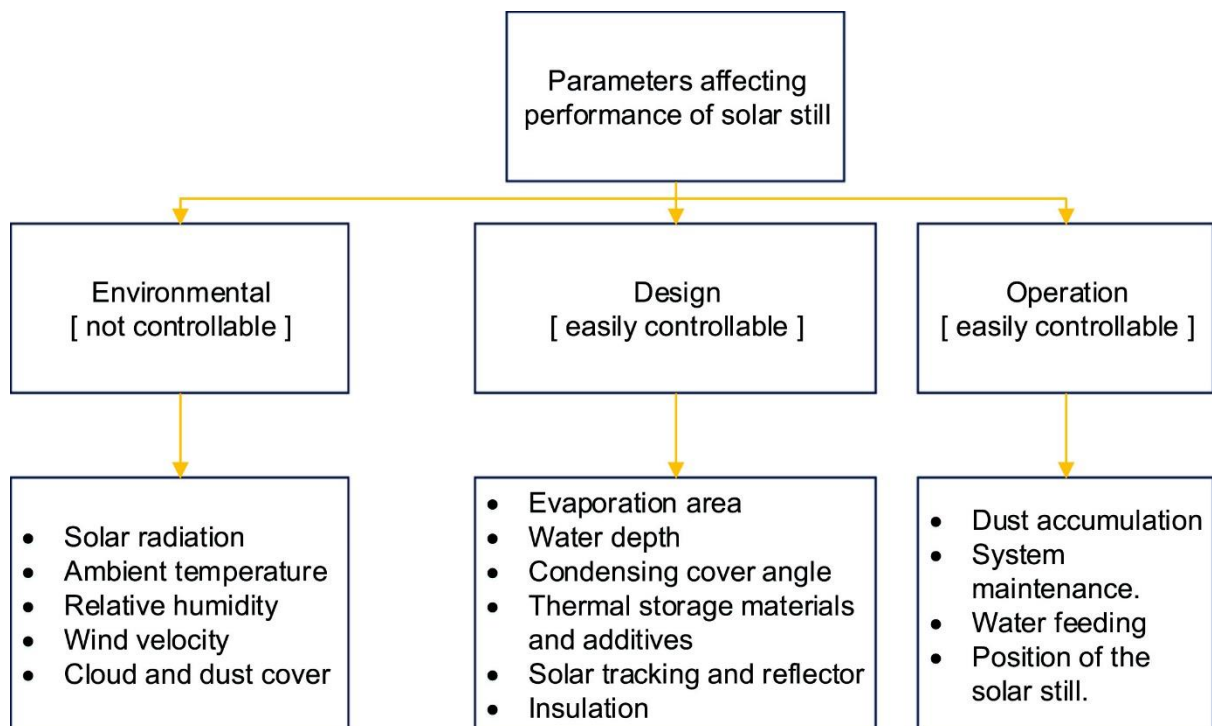 Parameters affecting
performance of solar still
Environmental
[ not controllable ]
Design
[ easily controllable ]
Operation
[ easily controllable ]
• Solar radiation
• Ambient temperature
• Relative humidity
• Wind velocity
• Cloud and dust cover
• Evaporation area
• Water depth
• Condensing cover angle
• Thermal storage materials
and additives
• Solar tracking and reflector
• Insulation
• Dust accumulation
• System
maintenance.
• Water feeding
• Position of the
solar still.